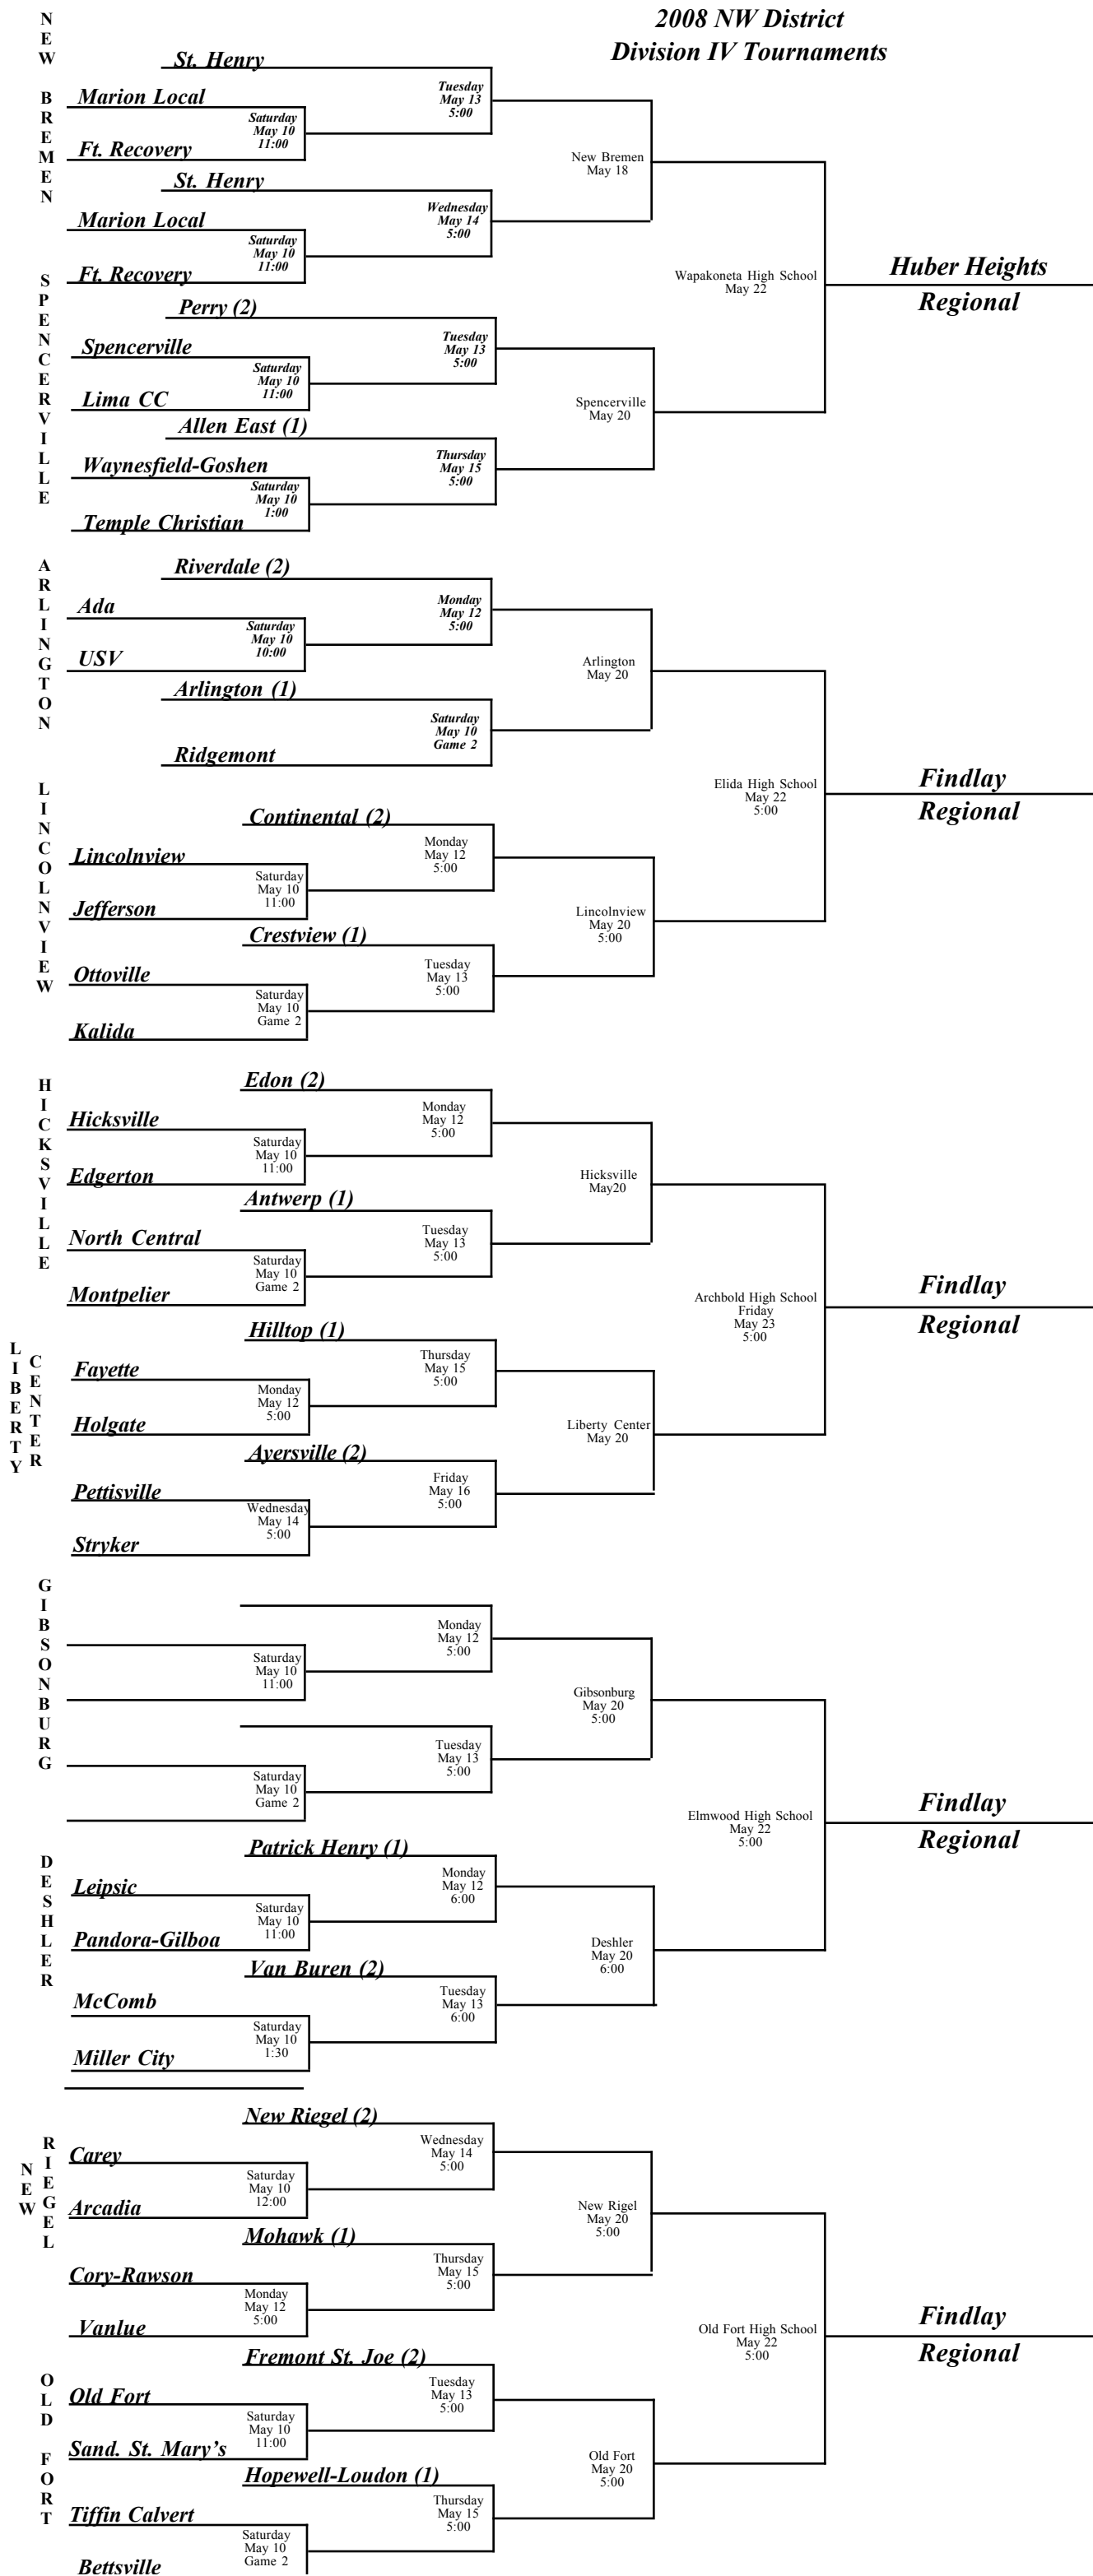 2008 NW District
Division IV Tournaments
NEW BREMEN
St. Henry
Marion Local
Ft. Recovery
Saturday
May 10
11:00
Tuesday
May 13
5:00
St. Henry
Marion Local
Ft. Recovery
Saturday
May 10
11:00
Wednesday
May 14
5:00
New Bremen
May 18
SPENCERVILLE
Perry (2)
Spencerville
Lima CC
Saturday
May 10
11:00
Tuesday
May 13
5:00
Allen East (1)
Waynesfield-Goshen
Temple Christian
Saturday
May 10
1:00
Thursday
May 15
5:00
Spencerville
May 20
Wapakoneta High School
May 22
Huber Heights
Regional
ARLINGTON
Riverdale (2)
Ada
USV
Saturday
May 10
10:00
Monday
May 12
5:00
Arlington (1)
Ridgemont
Saturday
May 10
Game 2
Arlington
May 20
LINCOLNVIEW
Continental (2)
Lincolnview
Jefferson
Saturday
May 10
11:00
Monday
May 12
5:00
Crestview (1)
Ottoville
Kalida
Saturday
May 10
Game 2
Tuesday
May 13
5:00
Lincolnview
May 20
5:00
Elida High School
May 22
5:00
Findlay
Regional
HICKSVILLE
Edon (2)
Hicksville
Edgerton
Saturday
May 10
11:00
Monday
May 12
5:00
Antwerp (1)
North Central
Montpelier
Saturday
May 10
Game 2
Tuesday
May 13
5:00
Hicksville
May20
LIBERTY CENTER
Hilltop (1)
Fayette
Holgate
Monday
May 12
5:00
Thursday
May 15
5:00
Ayersville (2)
Pettisville
Stryker
Wednesday
May 14
5:00
Friday
May 16
5:00
Liberty Center
May 20
Archbold High School
Friday
May 23
5:00
Findlay
Regional
GIBSONBURG
Saturday
May 10
11:00
Monday
May 12
5:00
Saturday
May 10
Game 2
Tuesday
May 13
5:00
Gibsonburg
May 20
5:00
DESHLER
Patrick Henry (1)
Leipsic
Pandora-Gilboa
Saturday
May 10
11:00
Monday
May 12
6:00
Van Buren (2)
McComb
Miller City
Saturday
May 10
1:30
Tuesday
May 13
6:00
Deshler
May 20
6:00
Elmwood High School
May 22
5:00
Findlay
Regional
NEW RIEGEL
New Riegel (2)
Carey
Arcadia
Saturday
May 10
12:00
Wednesday
May 14
5:00
Mohawk (1)
Cory-Rawson
Vanlue
Monday
May 12
5:00
Thursday
May 15
5:00
New Rigel
May 20
5:00
OLD FORT
Fremont St. Joe (2)
Old Fort
Sand. St. Mary's
Saturday
May 10
11:00
Tuesday
May 13
5:00
Hopewell-Loudon (1)
Tiffin Calvert
Bettsville
Saturday
May 10
Game 2
Thursday
May 15
5:00
Old Fort
May 20
5:00
Old Fort High School
May 22
5:00
Findlay
Regional